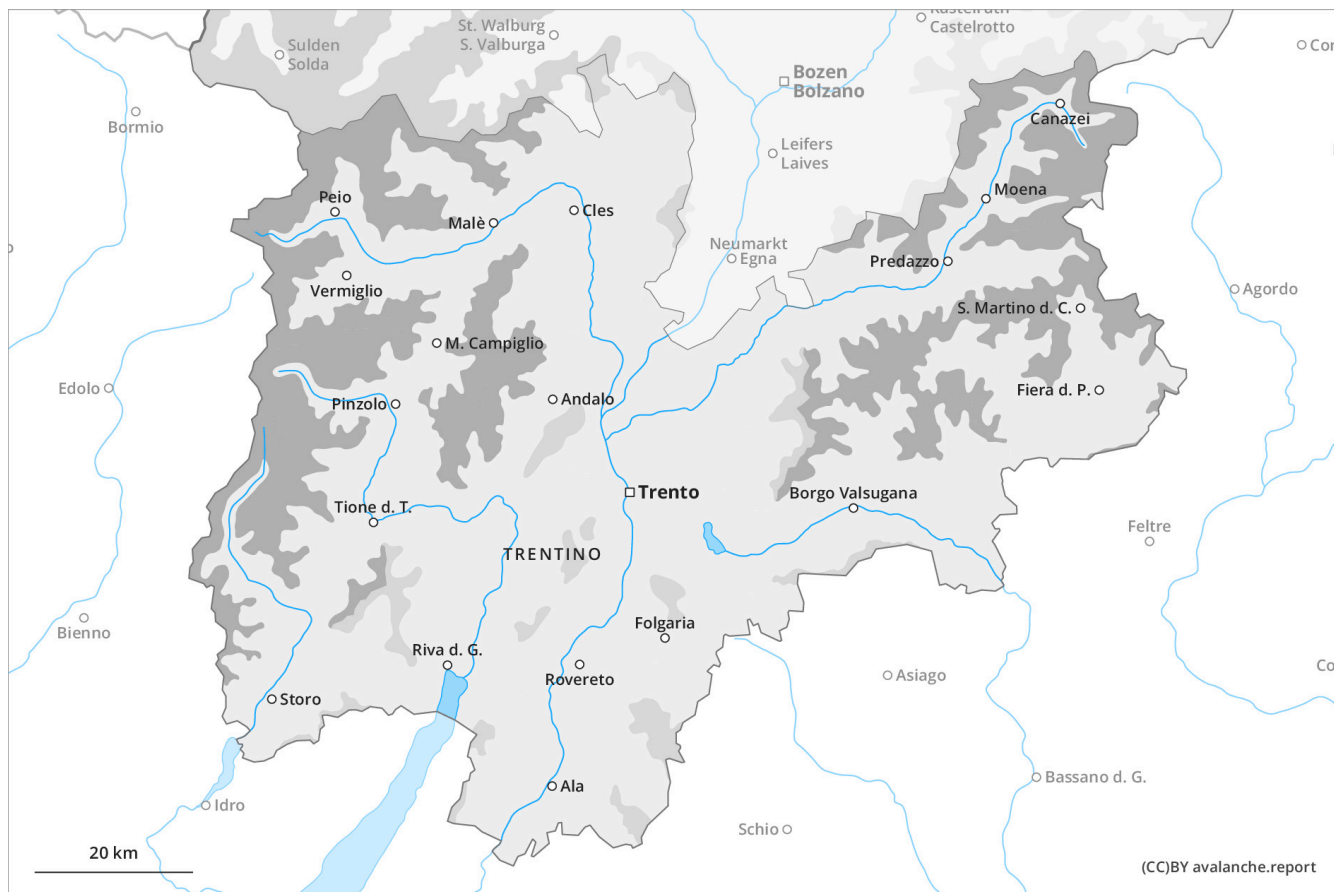 Kastelruth
Castelrotto
St. Walburg
S. Valburga
Sulden
Solda
Cor
Bozen
Bolzano
Bormio
Canazei
Leifers
Laives
Moena
Peio
Malè
Cles
Neumarkt
Egna
Predazzo
Vermiglio
Agordo
S. Martino d. C.
M. Campiglio
Edolo
Fiera d. P.
Pinzolo
Andalo
Trento
Borgo Valsugana
Tione d. T.
Feltre
TRENTINO
Bienno
Folgaria
Riva d. G.
Rovereto
Asiago
Co
Storo
Bassano d. G.
Ala
Idro
Schio
20 km
(CC)BY avalanche.report